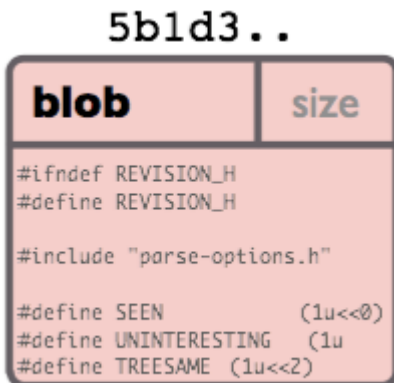 5b1d3..
blob size
#ifndef REVISION_H
#define REVISION_H
#include "parse-options.h"
#define SEEN (1u<<0)
#define UNINTERESTING (1u
#define TREESAME (1u<<2)